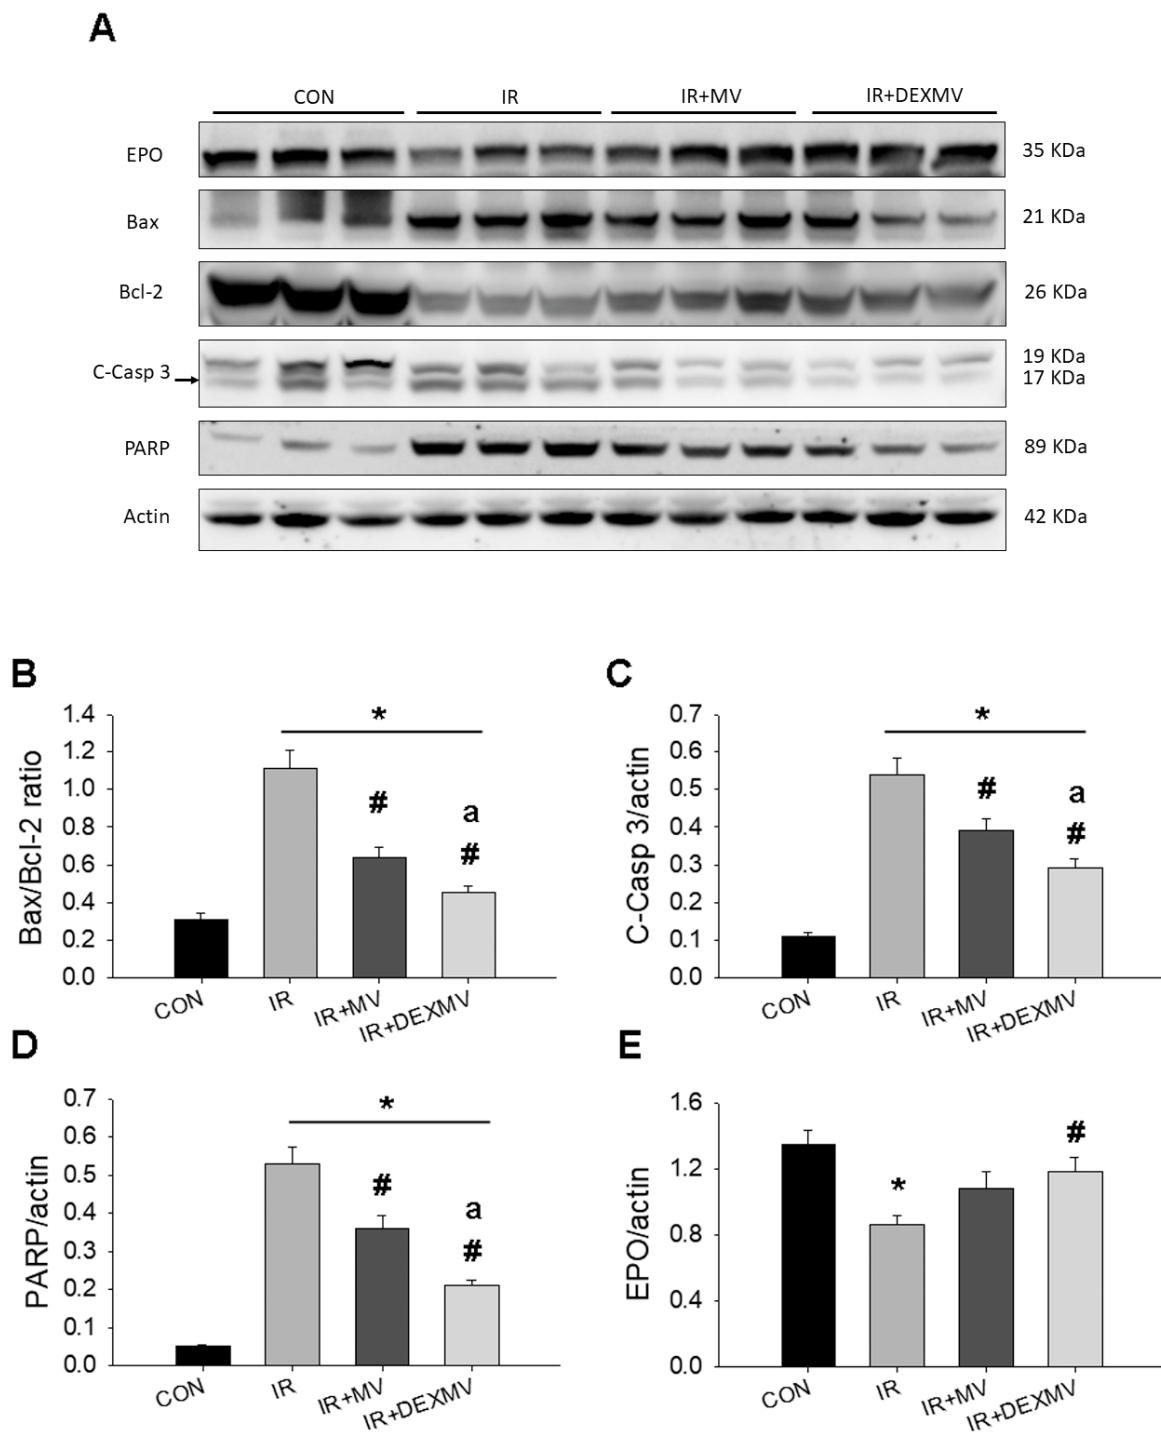 A
CON IR IR+MV IR+DEXMV
EPO 35 KDa
Bax 21 KDa
Bcl-2 26 KDa
19 KDa
C-Casp 3 17 KDa
PARP 89 KDa
Actin 42 KDa
B
Bax/Bcl-2 ratio
1.4
1.2
1.0
0.8
0.6
0.4
0.2
0.0
*
#
a
#
CON IR IR+MV IR+DEXMV
C
C-Casp 3/actin
0.7
0.6
0.5
0.4
0.3
0.2
0.1
0.0
*
#
a
#
CON IR IR+MV IR+DEXMV
D
PARP/actin
0.7
0.6
0.5
0.4
0.3
0.2
0.1
0.0
*
#
a
#
CON IR IR+MV IR+DEXMV
E
EPO/actin
1.6
1.2
0.8
0.4
0.0
*
#
CON IR IR+MV IR+DEXMV